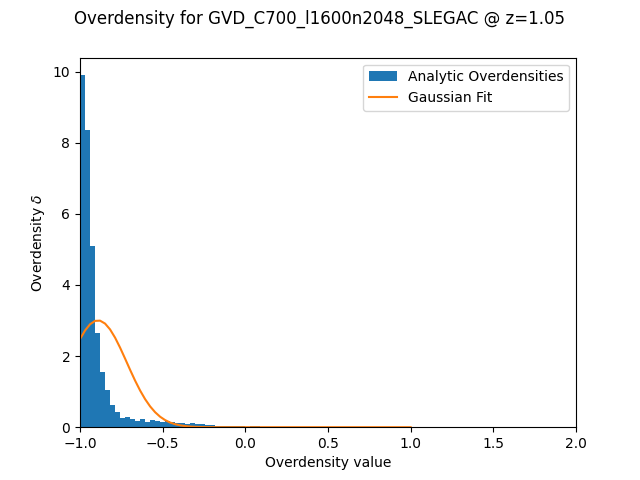 Overdensity for GVD_C700_l1600n2048_SLEGAC @ z=1.05
Analytic Overdensities
Gaussian Fit
Overdensity δ
10
8
6
4
2
0
−1.0 −0.5 0.0 0.5 1.0 1.5 2.0
Overdensity value